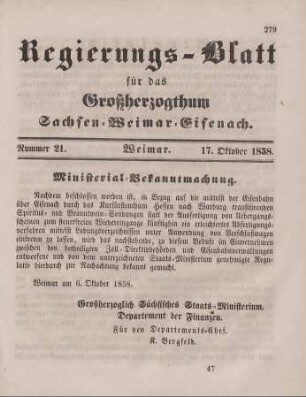 279
Regierungs-Blatt
für das
Großherzogthum
Sachsen-Weimar-Eisenach.
Nummer 21. Weimar. 17. Oktober 1858.
Ministerial-Bekanntmachung.
Nachdem beschlossen worden ist, in Bezug auf die mittelst der Eisenbahn
über Eisenach durch das Kurfürstenthum Hessen nach Warburg transitirenden
Spiritus- und Branntwein-Sendungen statt der Ausfertigung von Uebergangs-
scheinen zum steuerfreien Wiedereingange künftighin ein erleichtertes Abfertigungs-
verfahren mittelst Ansagezetteln unter Anwendung von Verschlußwagen
eintreten zu lassen, wird das nachstehende, zu diesem Behufe im Einvernehmen
zwischen den betheiligten Zoll-Direktivbehörden und Eisenbahnverwaltungen
entworfene und von dem unterzeichneten Staats-Ministerium genehmigte Regu-
lativ hierdurch zur Nachachtung bekannt gemacht.
Weimar am 6. Oktober 1858.
Großherzoglich Sächsisches Staats-Ministerium,
Departement der Finanzen.
Für den Departements-Chef.
K. Bergfeld.
47